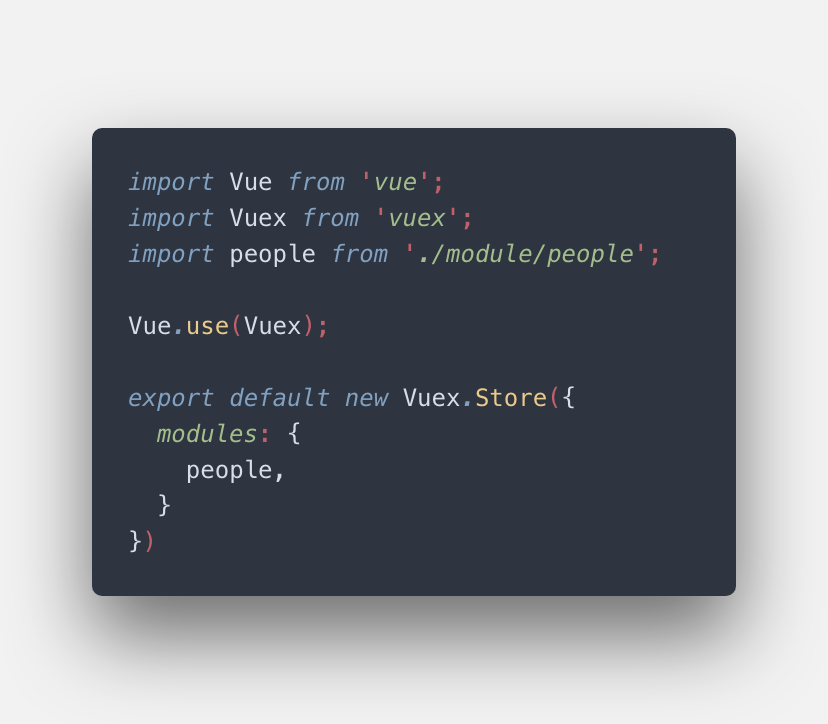 import Vue from 'vue';
import Vuex from 'vuex';
import people from './module/people';
Vue.use(Vuex);
export default new Vuex.Store({
  modules: {
    people,
  }
})